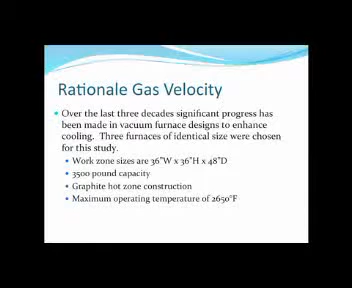 Rationale Gas Velocity
• Over the last three decades significant progress has
been made in vacuum furnace designs to enhance
cooling. Three furnaces of identical size were chosen
for this study.
• Work zone sizes are 36"W x 36"H x 48"D
• 3500 pound capacity
• Graphite hot zone construction
• Maximum operating temperature of 2650°F